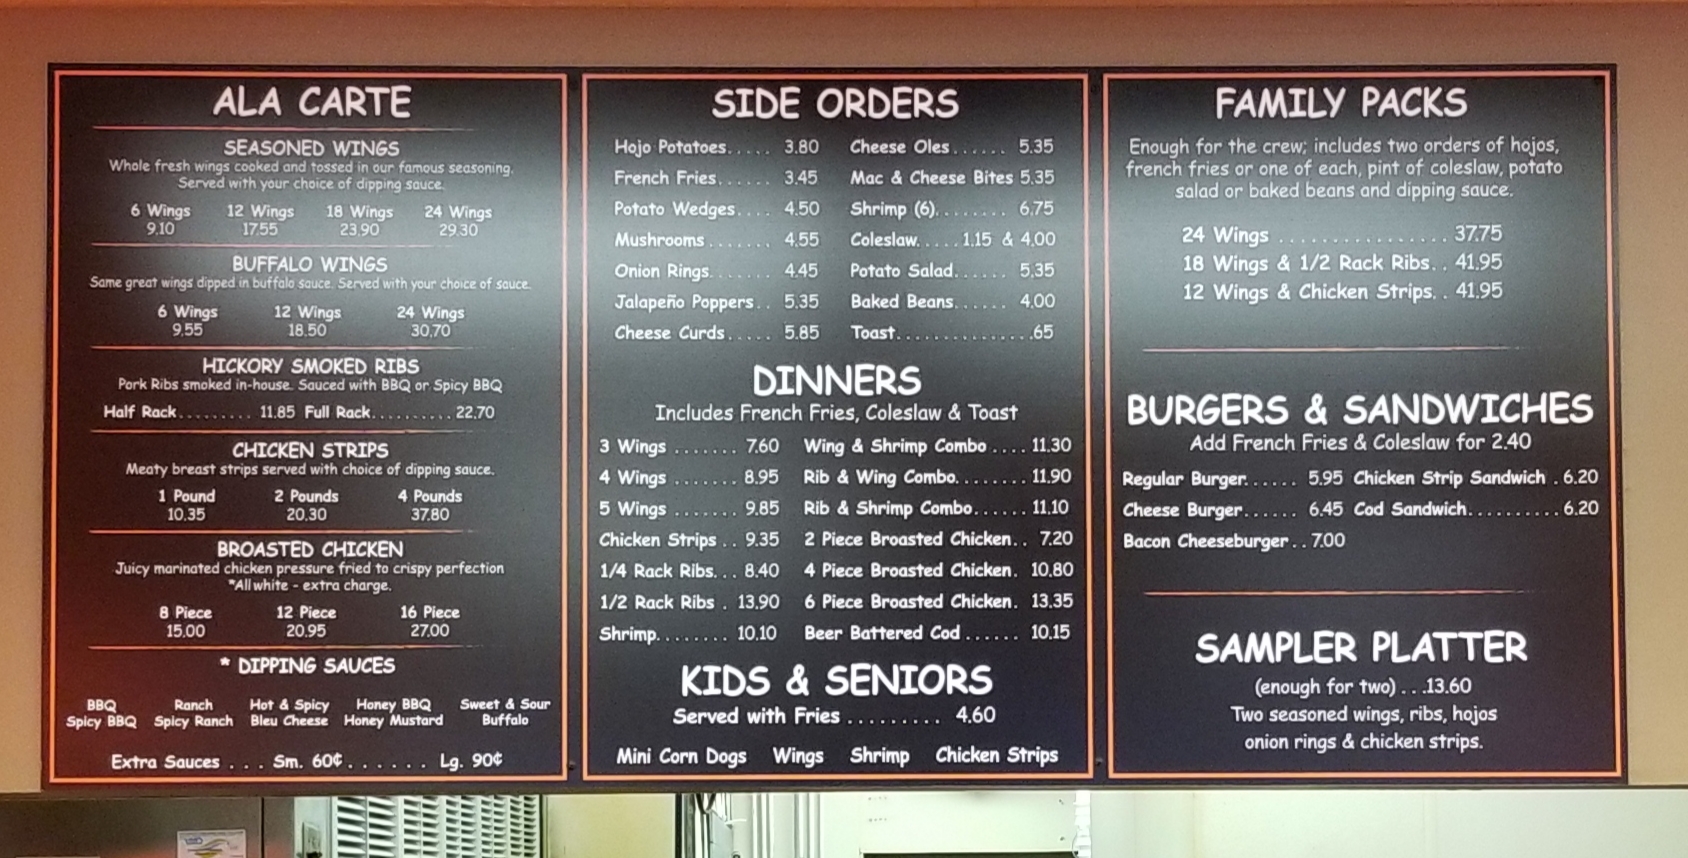 ALA CARTE
SEASONED WINGS
Whole fresh wings cooked and tossed in our famous seasoning.
Served with your choice of dipping sauce.
6 Wings 12 Wings 18 Wings 24 Wings
9.10 17.55 23.90 29.30
BUFFALO WINGS
Same great wings dipped in buffalo sauce. Served with your choice of sauce.
6 Wings 12 Wings 24 Wings
9.55 18.50 30.70
HICKORY SMOKED RIBS
Pork Ribs smoked in-house. Sauced with BBQ or Spicy BBQ
Half Rack......... 11.85 Full Rack.......... 22.70
CHICKEN STRIPS
Meaty breast strips served with choice of dipping sauce.
1 Pound 2 Pounds 4 Pounds
10.35 20.30 37.80
BROASTED CHICKEN
Juicy marinated chicken pressure fried to crispy perfection
*All white - extra charge.
8 Piece 12 Piece 16 Piece
15.00 20.95 27.00
* DIPPING SAUCES
BBQ Ranch Hot & Spicy Honey BBQ Sweet & Sour
Spicy BBQ Spicy Ranch Bleu Cheese Honey Mustard Buffalo
Extra Sauces . . . Sm. 60¢ . . . . . . Lg. 90¢
SIDE ORDERS
Hojo Potatoes..... 3.80 Cheese Oles...... 5.35
French Fries...... 3.45 Mac & Cheese Bites 5.35
Potato Wedges.... 4.50 Shrimp (6)........ 6.75
Mushrooms ....... 4.55 Coleslaw.....1.15 & 4.00
Onion Rings....... 4.45 Potato Salad...... 5.35
Jalapeño Poppers.. 5.35 Baked Beans...... 4.00
Cheese Curds..... 5.85 Toast..............65
DINNERS
Includes French Fries, Coleslaw & Toast
3 Wings ....... 7.60 Wing & Shrimp Combo .... 11.30
4 Wings ....... 8.95 Rib & Wing Combo........ 11.90
5 Wings ....... 9.85 Rib & Shrimp Combo...... 11.10
Chicken Strips .. 9.35 2 Piece Broasted Chicken.. 7.20
1/4 Rack Ribs... 8.40 4 Piece Broasted Chicken. 10.80
1/2 Rack Ribs . 13.90 6 Piece Broasted Chicken. 13.35
Shrimp........ 10.10 Beer Battered Cod ...... 10.15
KIDS & SENIORS
Served with Fries ......... 4.60
Mini Corn Dogs Wings Shrimp Chicken Strips
FAMILY PACKS
Enough for the crew; includes two orders of hojos,
french fries or one of each, pint of coleslaw, potato
salad or baked beans and dipping sauce.
24 Wings ................ 37.75
18 Wings & 1/2 Rack Ribs.. 41.95
12 Wings & Chicken Strips.. 41.95
BURGERS & SANDWICHES
Add French Fries & Coleslaw for 2.40
Regular Burger...... 5.95 Chicken Strip Sandwich . 6.20
Cheese Burger...... 6.45 Cod Sandwich.......... 6.20
Bacon Cheeseburger .. 7.00
SAMPLER PLATTER
(enough for two) ...13.60
Two seasoned wings, ribs, hojos
onion rings & chicken strips.